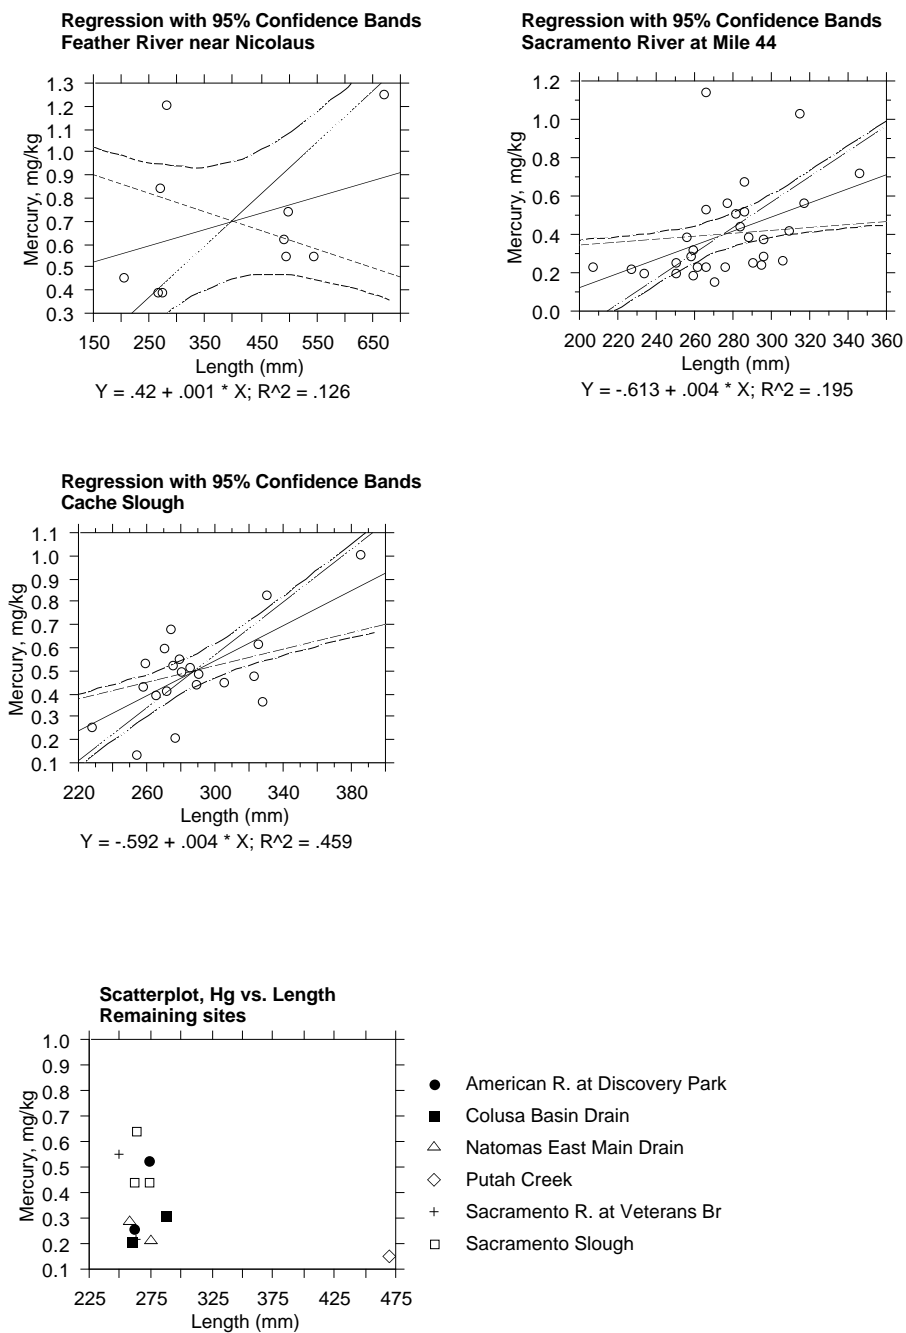 Regression with 95% Confidence Bands
Feather River near Nicolaus
Mercury, mg/kg
1.3
1.2
1.1
1.0
0.9
0.8
0.7
0.6
0.5
0.4
0.3
150 250 350 450 550 650
Length (mm)
Y = .42 + .001 * X; R^2 = .126
Regression with 95% Confidence Bands
Sacramento River at Mile 44
Mercury, mg/kg
1.2
1.0
0.8
0.6
0.4
0.2
0.0
200 220 240 260 280 300 320 340 360
Length (mm)
Y = -.613 + .004 * X; R^2 = .195
Regression with 95% Confidence Bands
Cache Slough
Mercury, mg/kg
1.1
1.0
0.9
0.8
0.7
0.6
0.5
0.4
0.3
0.2
0.1
220 260 300 340 380
Length (mm)
Y = -.592 + .004 * X; R^2 = .459
Scatterplot, Hg vs. Length
Remaining sites
Mercury, mg/kg
1.0
0.9
0.8
0.7
0.6
0.5
0.4
0.3
0.2
0.1
225 275 325 375 425 475
Length (mm)
American R. at Discovery Park
Colusa Basin Drain
Natomas East Main Drain
Putah Creek
Sacramento R. at Veterans Br
Sacramento Slough